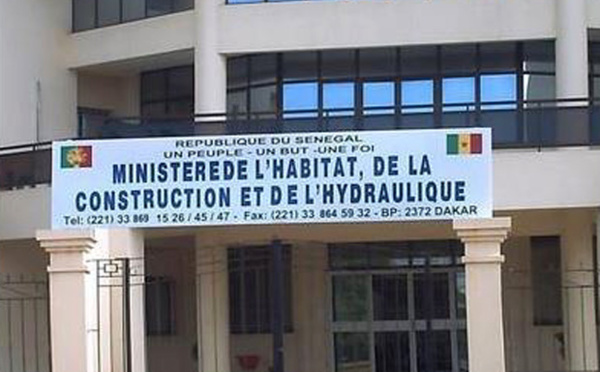 REPUBLIQUE DU SENEGAL
UN PEUPLE - UN BUT -UNE FOI
MINISTEREDE L'HABITAT, DE LA
CONSTRUCTION ET DE L'HYDRAULIQUE
Tel: (221) 33 869 15 26 / 45 / 47 - Fax: (221) 33 864 59 32 - BP: 2372 DAKAR